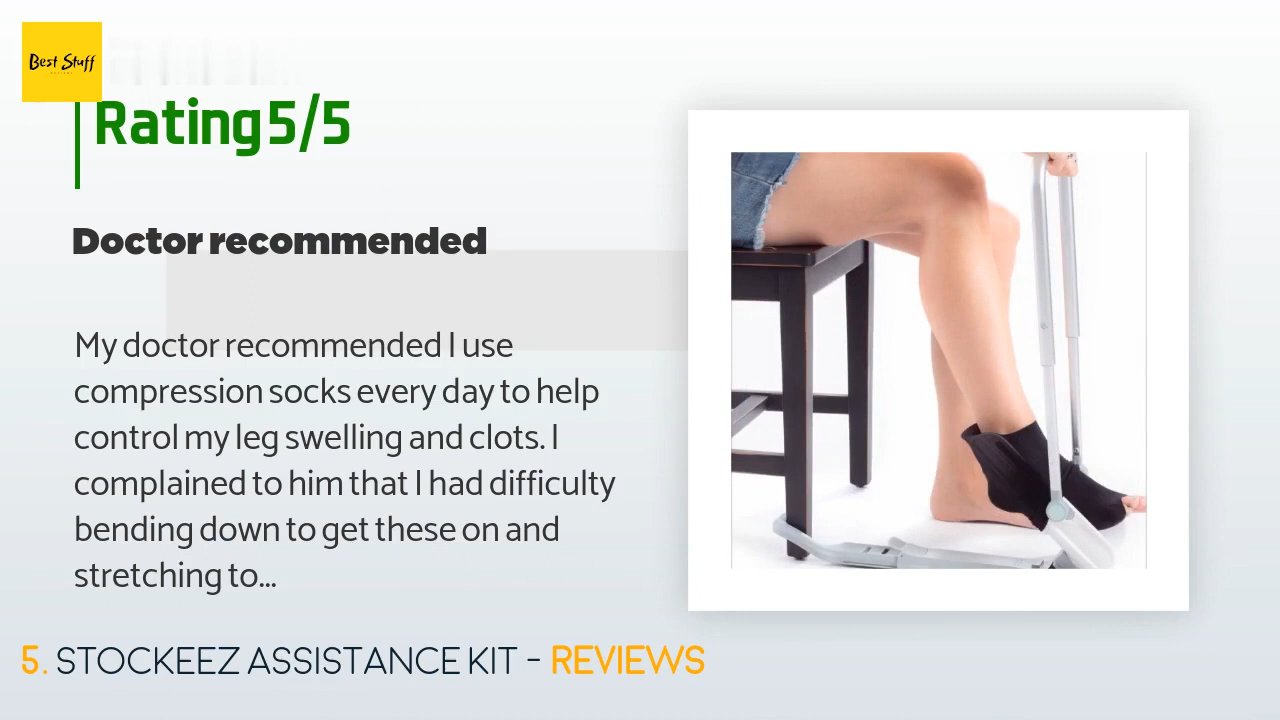 Best Stuff
Rating 5/5
Doctor recommended
My doctor recommended I use
compression socks every day to help
control my leg swelling and clots. I
complained to him that I had difficulty
bending down to get these on and
stretching to...
5. STOCKEEZ ASSISTANCE KIT - REVIEWS